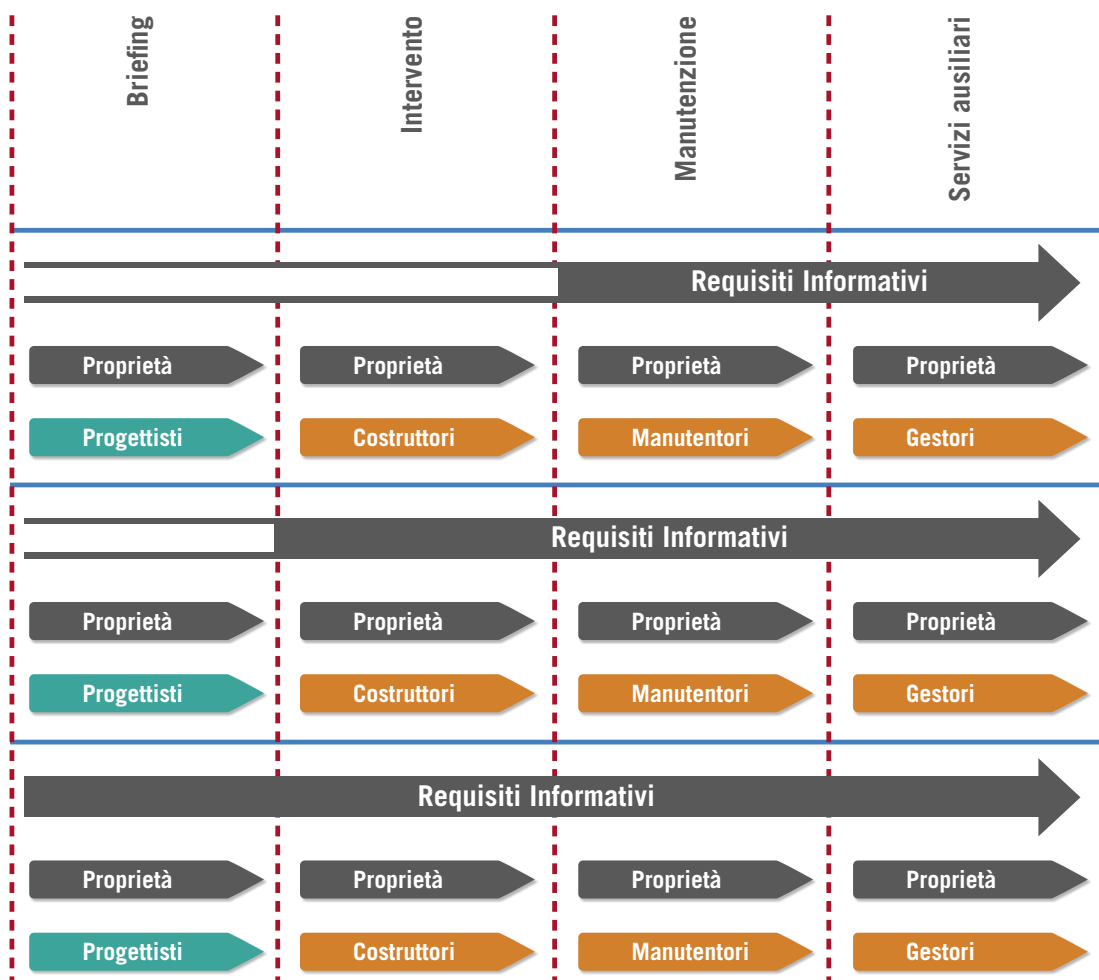 Briefing
Intervento
Manutenzione
Servizi ausiliari
Requisiti Informativi
Proprietà
Proprietà
Proprietà
Proprietà
Progettisti
Costruttori
Manutentori
Gestori
Requisiti Informativi
Proprietà
Proprietà
Proprietà
Proprietà
Progettisti
Costruttori
Manutentori
Gestori
Requisiti Informativi
Proprietà
Proprietà
Proprietà
Proprietà
Progettisti
Costruttori
Manutentori
Gestori